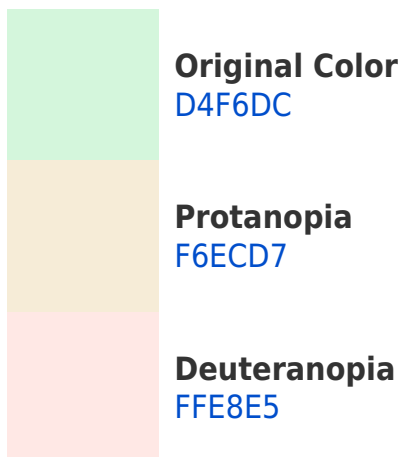 Original Color
D4F6DC
Protanopia
F6ECD7
Deuteranopia
FFE8E5